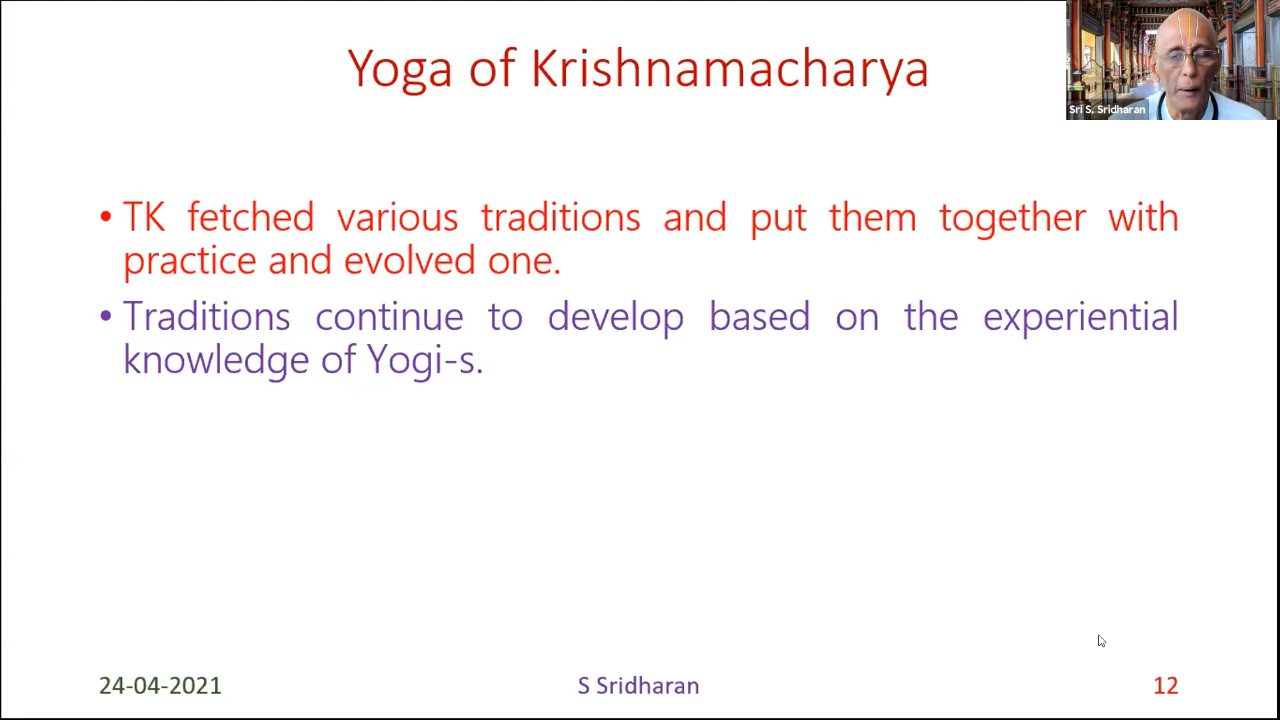 Yoga of Krishnamacharya
Sri S. Sridharan
• TK fetched various traditions and put them together with
practice and evolved one.
• Traditions continue to develop based on the experiential
knowledge of Yogi-s.
24-04-2021
S Sridharan
12